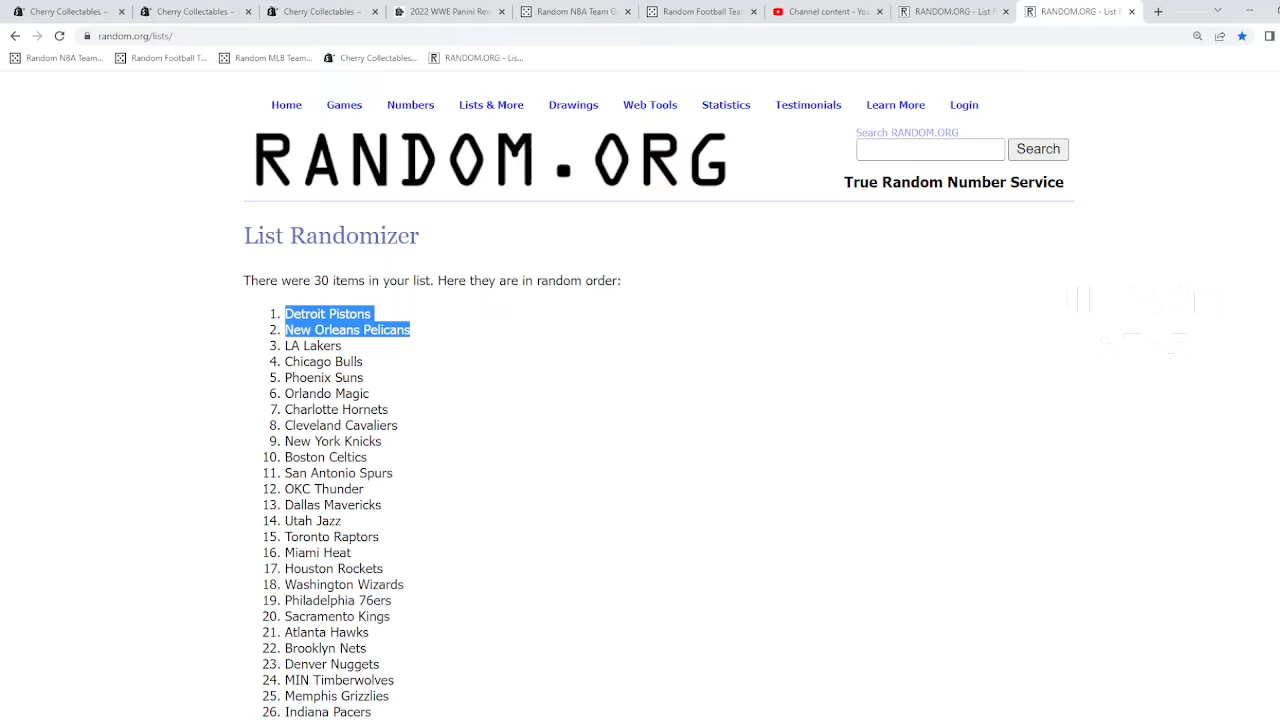 Cherry Collectables –
Cherry Collectables –
Cherry Collectables –
2022 WWE Panini Rev
Random NBA Team G
Random Football Tea
Channel content - Yo
RANDOM.ORG - List R
RANDOM.ORG - List R
random.org/lists/
Random NBA Team...
Random Football T...
Random MLB Team...
Cherry Collectables...
RANDOM.ORG - Lis...
Home
Games
Numbers
Lists & More
Drawings
Web Tools
Statistics
Testimonials
Learn More
Login
RANDOM.ORG
Search RANDOM.ORG
Search
True Random Number Service
List Randomizer
There were 30 items in your list. Here they are in random order:
1. Detroit Pistons
2. New Orleans Pelicans
3. LA Lakers
4. Chicago Bulls
5. Phoenix Suns
6. Orlando Magic
7. Charlotte Hornets
8. Cleveland Cavaliers
9. New York Knicks
10. Boston Celtics
11. San Antonio Spurs
12. OKC Thunder
13. Dallas Mavericks
14. Utah Jazz
15. Toronto Raptors
16. Miami Heat
17. Houston Rockets
18. Washington Wizards
19. Philadelphia 76ers
20. Sacramento Kings
21. Atlanta Hawks
22. Brooklyn Nets
23. Denver Nuggets
24. MIN Timberwolves
25. Memphis Grizzlies
26. Indiana Pacers